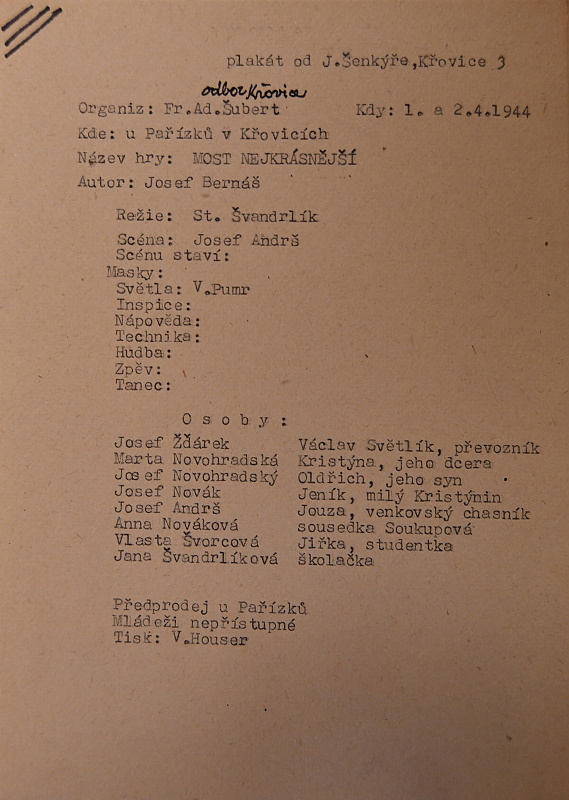 plakát od J.Šenkýře,Křovice 3
odbor Křovice
Organiz: Fr.Ad.Šubert Kdy: 1. a 2.4.1944
Kde: u Pařízků v Křovicích
Název hry: MOST NEJKRÁSNĚJŠÍ
Autor: Josef Bernáš
Režie: St. Švandrlík
Scéna: Josef Andrš
Scénu staví:
Masky:
Světla: V.Pumr
Inspice:
Nápověda:
Technika:
Hudba:
Zpěv:
Tanec:
O s o b y :
Josef Žďárek Václav Světlík, převozník
Marta Novohradská Kristýna, jeho dcera
Josef Novohradský Oldřich, jeho syn
Josef Novák Jeník, milý Kristýnin
Josef Andrš Jouza, venkovský chasník
Anna Nováková sousedka Soukupová
Vlasta Švorcová Jiřka, studentka
Jana Švandrlíková školačka
Předprodej u Pařízků
Mládeži nepřístupné
Tisk: V.Houser